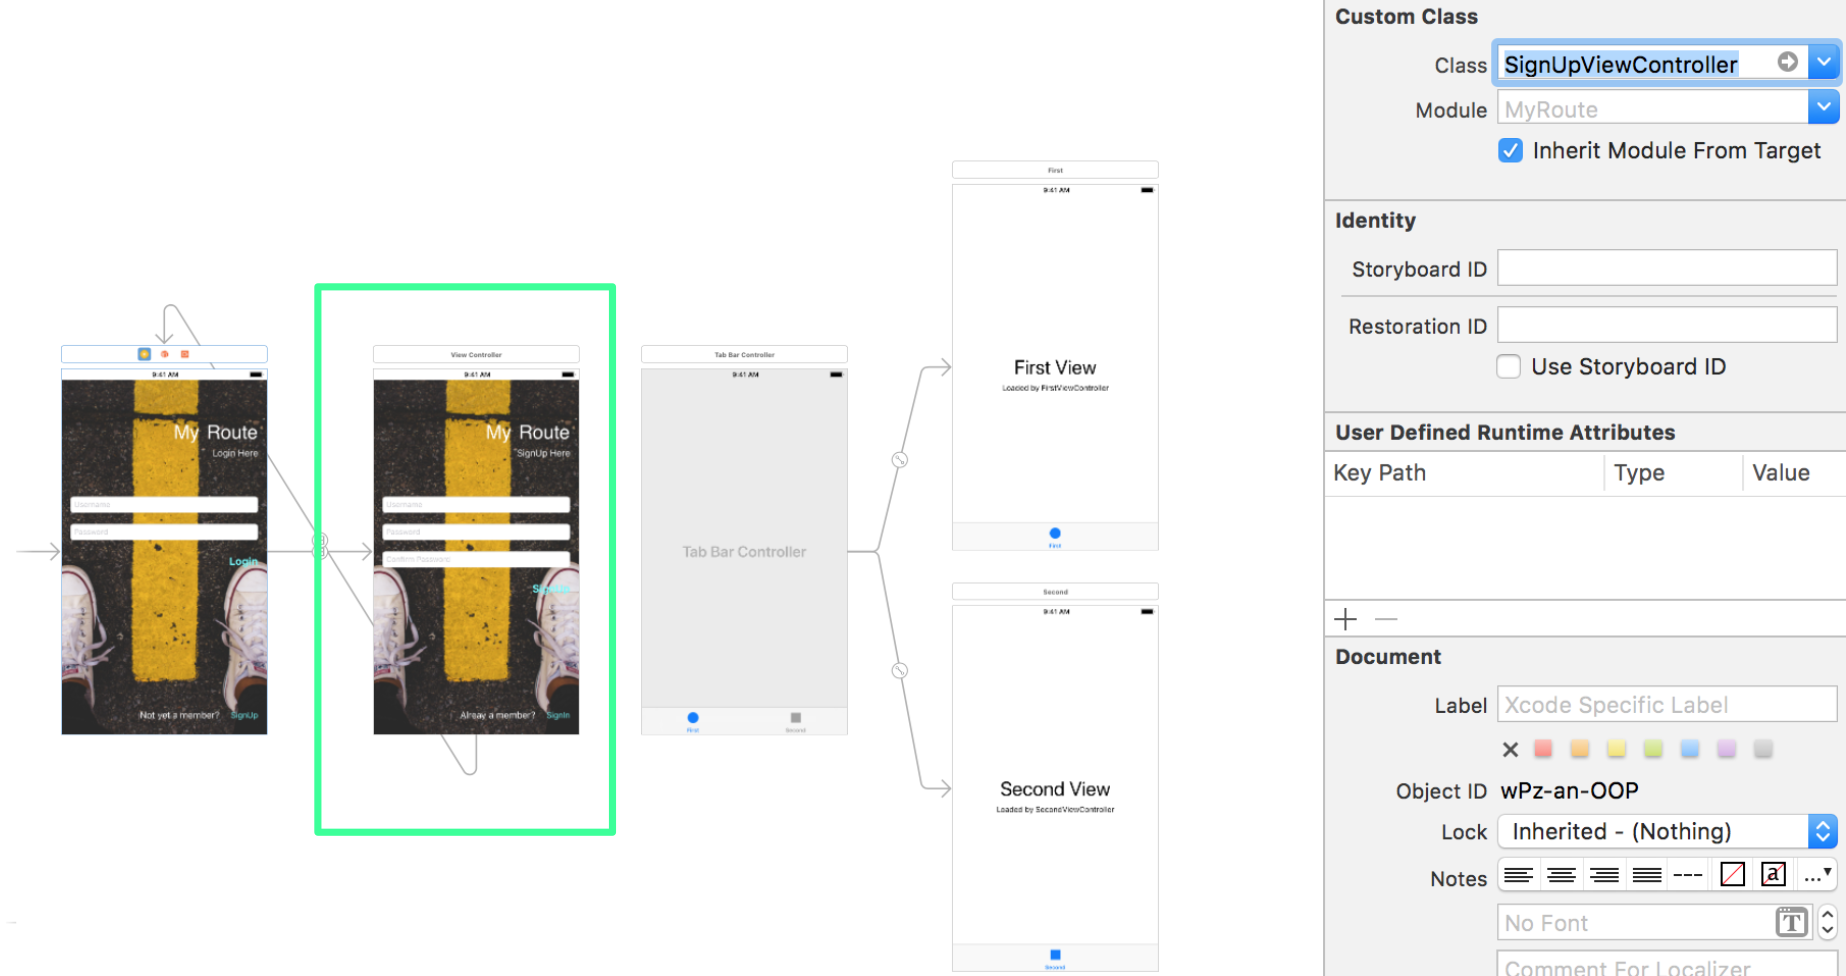 9:41 AM
My Route
Login Here
Username
Password
Login
Not yet a member? SignUp
View Controller
9:41 AM
My Route
SignUp Here
Username
Password
Confirm Password
SignUp
Alreay a member? SignIn
Tab Bar Controller
9:41 AM
Tab Bar Controller
First
Second
First
9:41 AM
First View
Loaded by FirstViewController
First
Second
9:41 AM
Second View
Loaded by SecondViewController
Second
Custom Class
Class SignUpViewController
Module MyRoute
Inherit Module From Target
Identity
Storyboard ID
Restoration ID
Use Storyboard ID
User Defined Runtime Attributes
Key Path Type Value
Document
Label Xcode Specific Label
Object ID wPz-an-OOP
Lock Inherited - (Nothing)
Notes
No Font
Comment For Localizer